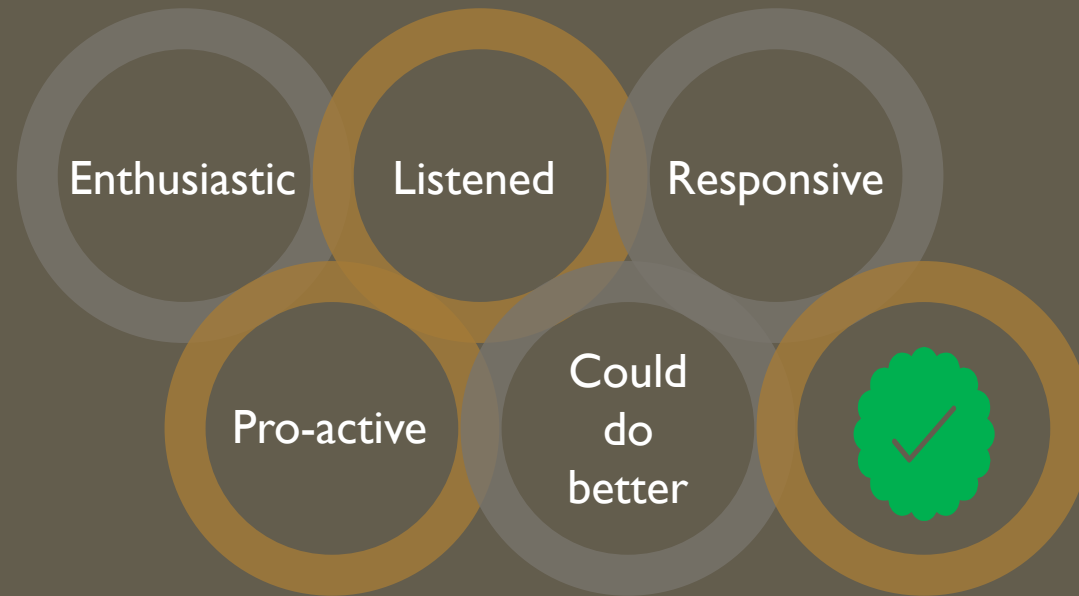 Enthusiastic
Listened
Responsive
Pro-active
Could
do
better